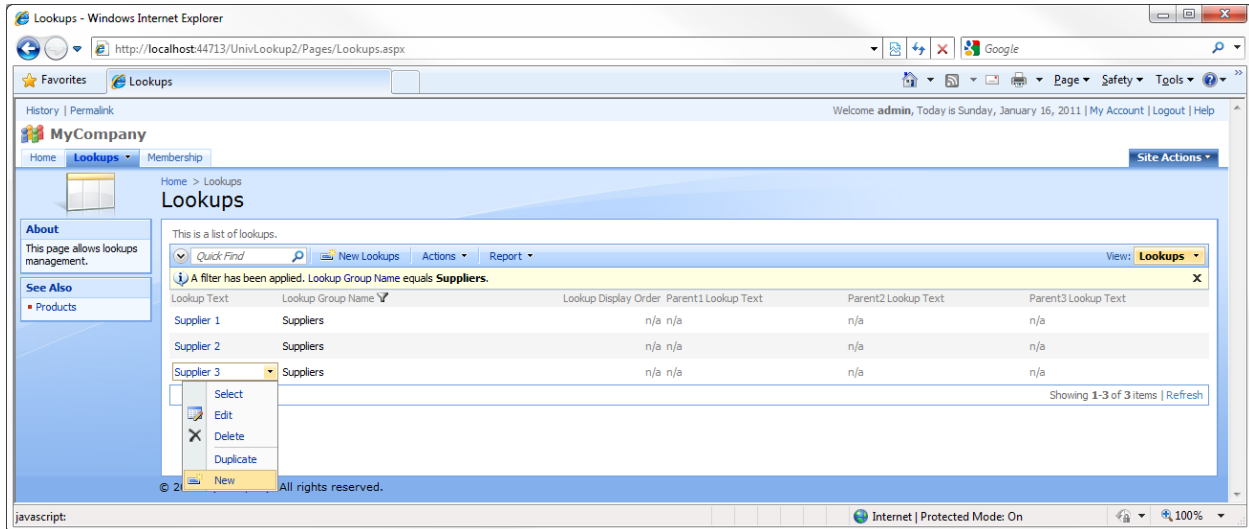 Lookups - Windows Internet Explorer
http://localhost:44713/UnivLookup2/Pages/Lookups.aspx
Google
Favorites
Lookups
Page
Safety
Tools
History | Permalink
Welcome admin, Today is Sunday, January 16, 2011 | My Account | Logout | Help
MyCompany
Home
Lookups
Membership
Site Actions
Home > Lookups
Lookups
About
This page allows lookups
management.
See Also
Products
This is a list of lookups.
Quick Find
New Lookups
Actions
Report
View: Lookups
A filter has been applied. Lookup Group Name equals Suppliers.
Lookup Text Lookup Group Name Lookup Display Order Parent1 Lookup Text Parent2 Lookup Text Parent3 Lookup Text
Supplier 1 Suppliers n/a n/a n/a n/a
Supplier 2 Suppliers n/a n/a n/a n/a
Supplier 3 Suppliers n/a n/a n/a n/a
Showing 1-3 of 3 items | Refresh
Select
Edit
Delete
Duplicate
New
© 2 All rights reserved.
javascript:
Internet | Protected Mode: On
100%